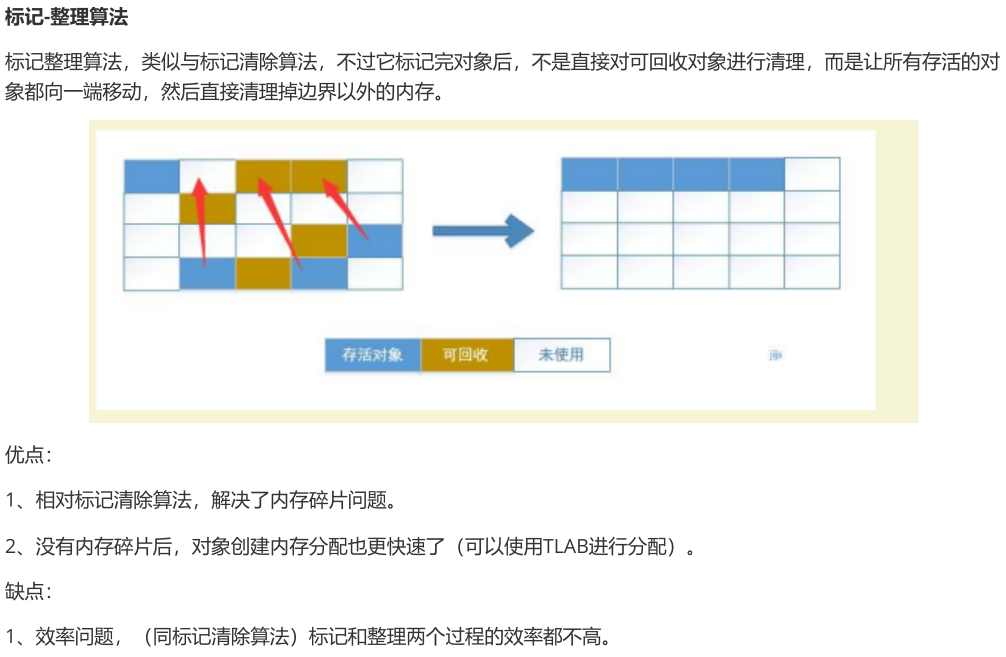 标记-整理算法
标记整理算法，类似与标记清除算法，不过它标记完对象后，不是直接对可回收对象进行清理，而是让所有存活的对
象都向一端移动，然后直接清理掉边界以外的内存。
存活对象 可回收 未使用
优点：
1、相对标记清除算法，解决了内存碎片问题。
2、没有内存碎片后，对象创建内存分配也更快速了（可以使用TLAB进行分配）。
缺点：
1、效率问题，（同标记清除算法）标记和整理两个过程的效率都不高。